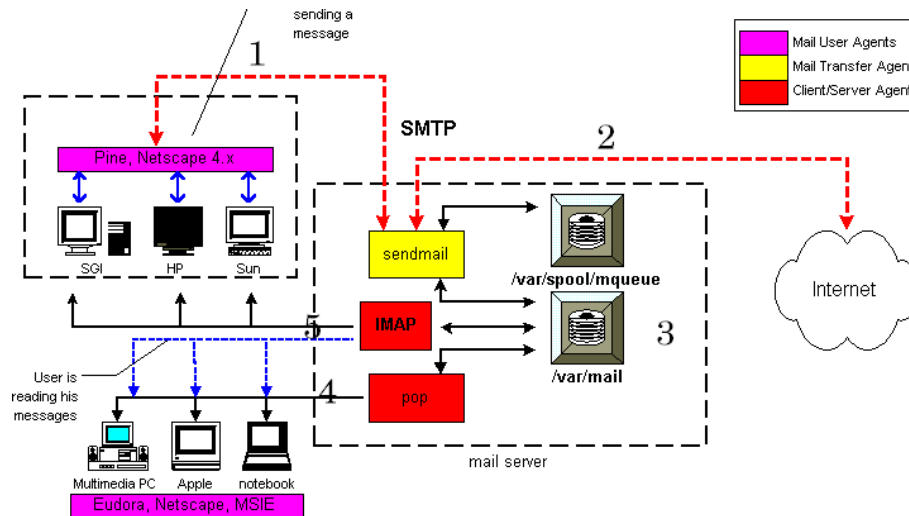 sending a
message
1
Mail User Agents
Mail Transfer Agen
Client/Server Agent
SMTP
2
Pine, Netscape 4.x
SGI
HP
Sun
sendmail
/var/spool/mqueue
Internet
IMAP
3
5
/var/mail
User is
reading his
messages
4
pop
mail server
Multimedia PC
Apple
notebook
Eudora, Netscape, MSIE